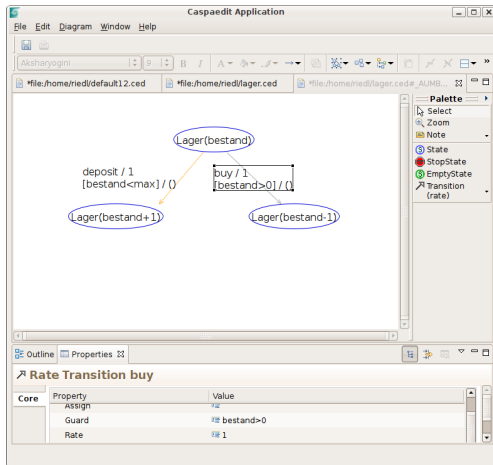 Caspaedit Application
File Edit Diagram Window Help
Aksharyogini 9 B I A
*file:/home/riedl/default12.ced *file:/home/riedl/lager.ced *file:/home/riedl/lager.ced#_AUMB...
Palette
Select
Zoom
Note
State
StopState
EmptyState
Transition
(rate)
Lager(bestand)
deposit / 1
[bestand<max] / ()
buy / 1
[bestand>0] / ()
Lager(bestand+1)
Lager(bestand-1)
Outline Properties
Rate Transition buy
Core
Property Value
Assign
Guard bestand>0
Rate 1